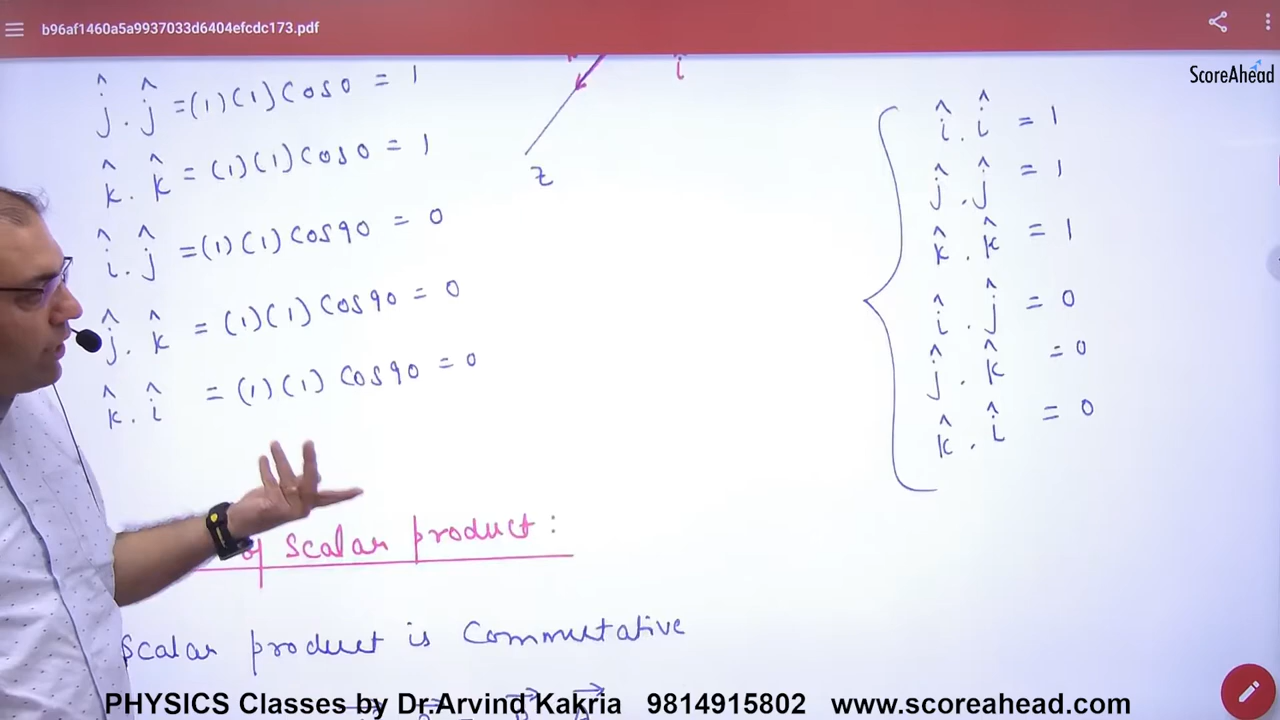 b96af1460a5a9937033d6404efcdc173.pdf
ScoreAhead
ĵ . ĵ = (1)(1) Cos 0 = 1
k̂ . k̂ = (1)(1) Cos 0 = 1
î . ĵ = (1)(1) Cos 90 = 0
ĵ . k̂ = (1)(1) Cos 90 = 0
k̂ . î = (1)(1) Cos 90 = 0
î
z
î . î = 1
ĵ . ĵ = 1
k̂ . k̂ = 1
î . ĵ = 0
ĵ . k̂ = 0
k̂ . î = 0
of Scalar product :
Scalar product is Commutative
PHYSICS Classes by Dr.Arvind Kakria 9814915802 www.scoreahead.com